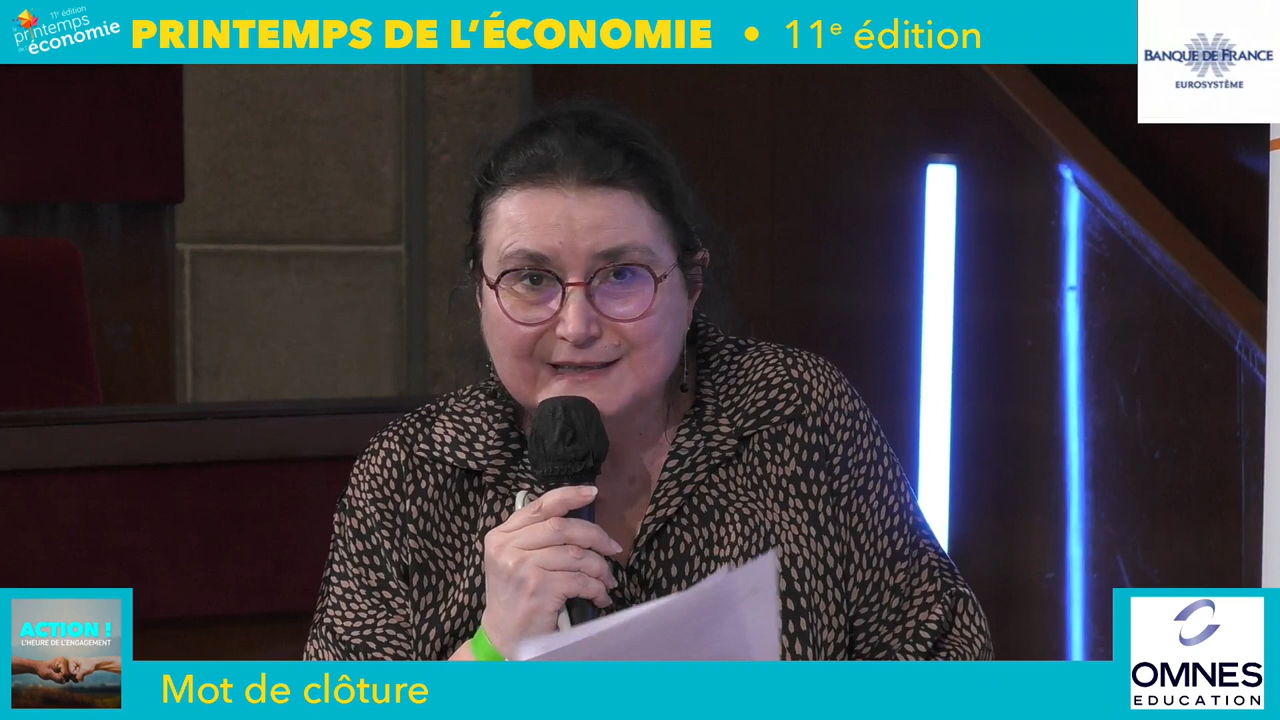 11e édition
printemps
de l'économie
PRINTEMPS DE L'ÉCONOMIE • 11e édition
BANQUE DE FRANCE
EUROSYSTÈME
ACTION !
L'HEURE DE L'ENGAGEMENT
Mot de clôture
OMNES
EDUCATION